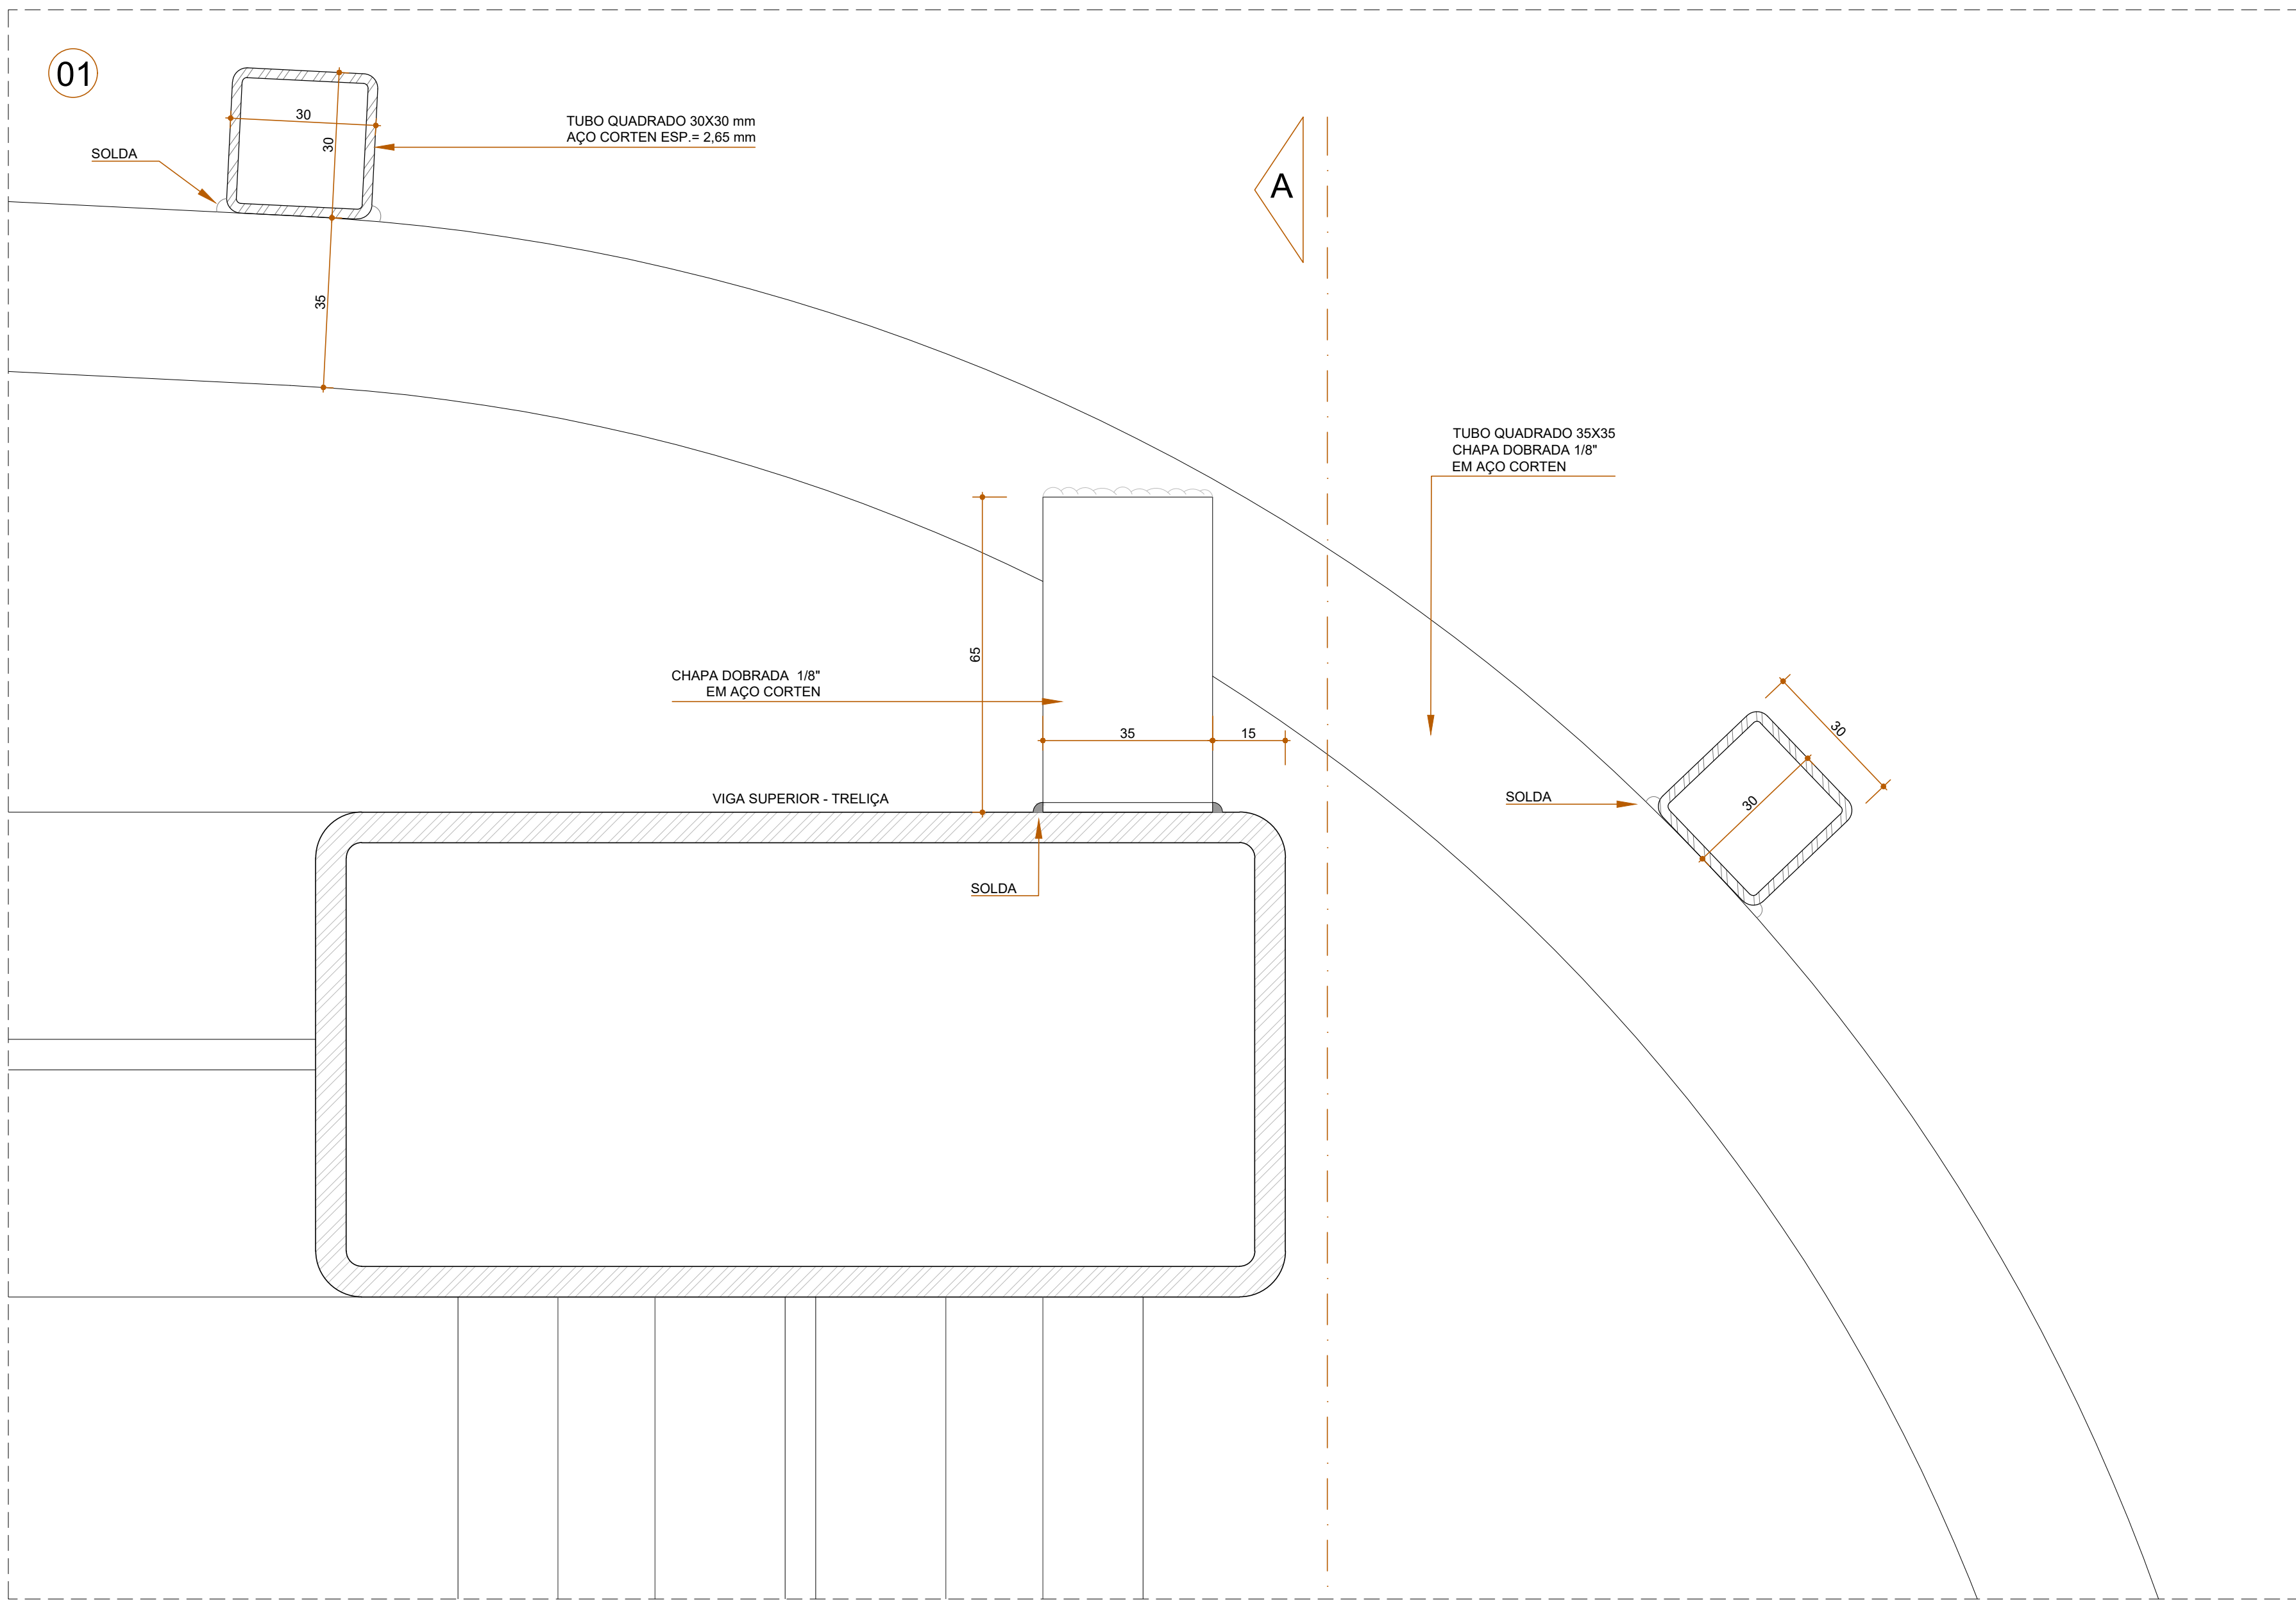 01
30
30
TUBO QUADRADO 30X30 mm
AÇO CORTEN ESP.= 2,65 mm
SOLDA
A
35
TUBO QUADRADO 35X35
CHAPA DOBRADA 1/8"
EM AÇO CORTEN
65
CHAPA DOBRADA  1/8"
EM AÇO CORTEN
35
15
30
30
SOLDA
VIGA SUPERIOR - TRELIÇA
SOLDA